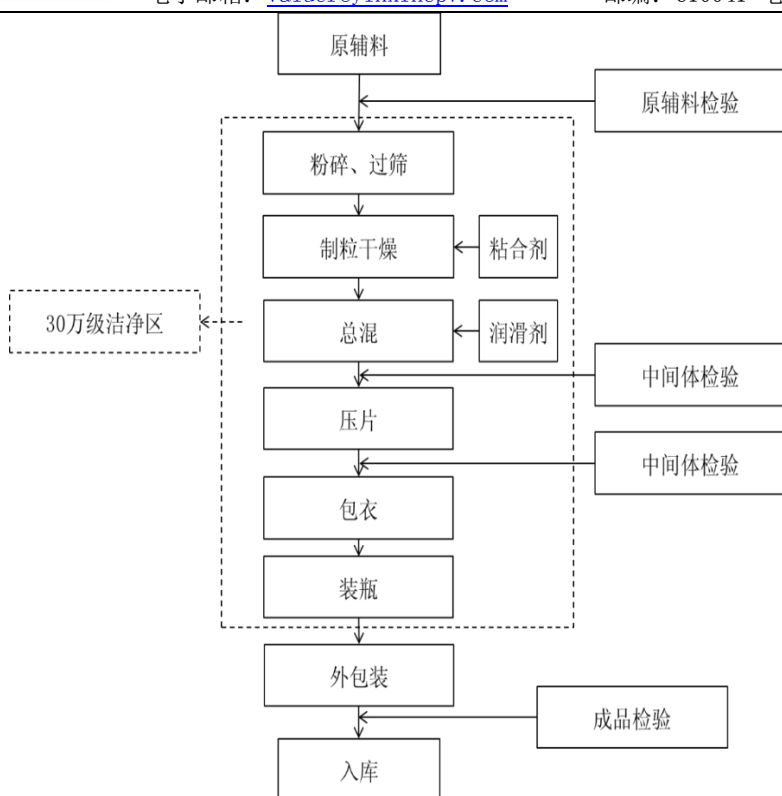 原辅料
原辅料检验
粉碎、过筛
制粒干燥
粘合剂
30万级洁净区
总混
润滑剂
中间体检验
压片
中间体检验
包衣
装瓶
外包装
成品检验
入库